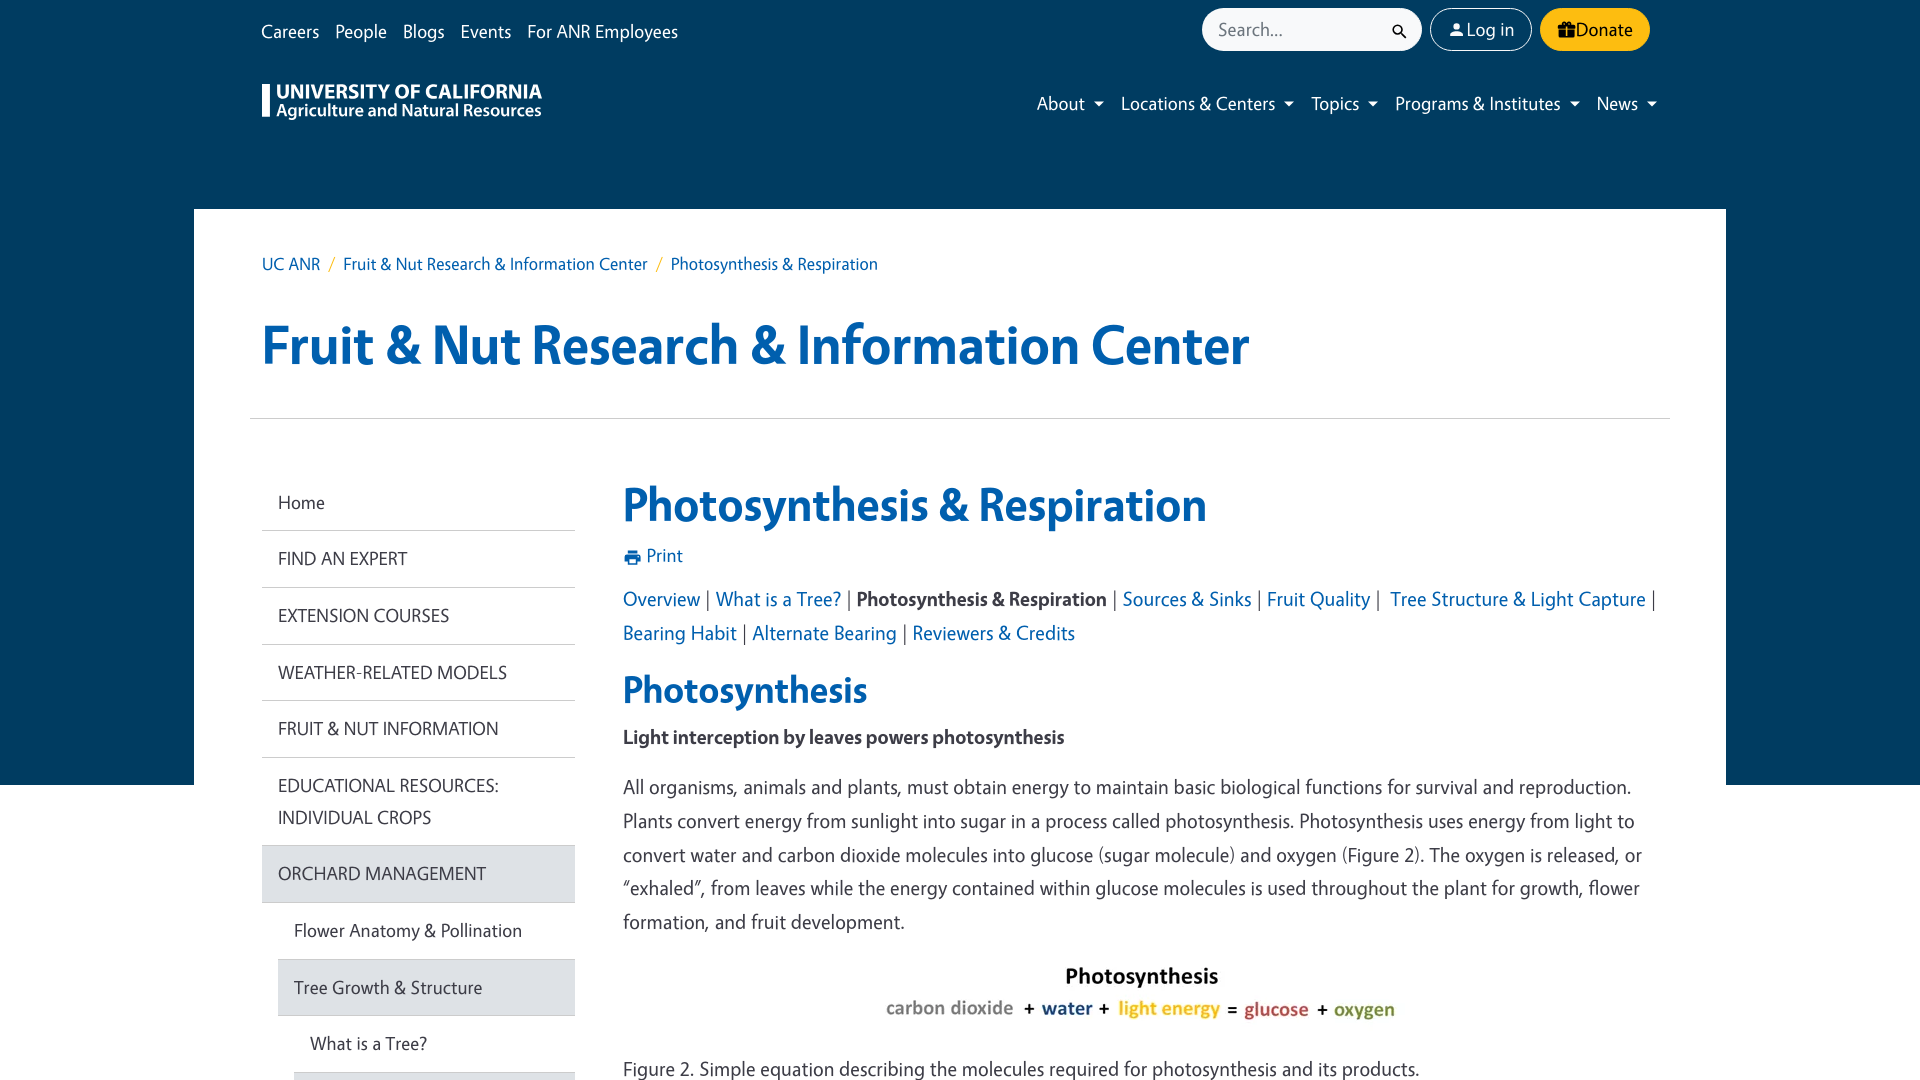 Careers People Blogs Events For ANR Employees
Search... Log in Donate
UNIVERSITY OF CALIFORNIA
Agriculture and Natural Resources
About Locations & Centers Topics Programs & Institutes News
UC ANR / Fruit & Nut Research & Information Center / Photosynthesis & Respiration
Fruit & Nut Research & Information Center
Home
FIND AN EXPERT
EXTENSION COURSES
WEATHER-RELATED MODELS
FRUIT & NUT INFORMATION
EDUCATIONAL RESOURCES:
INDIVIDUAL CROPS
ORCHARD MANAGEMENT
Flower Anatomy & Pollination
Tree Growth & Structure
What is a Tree?
Photosynthesis & Respiration
Print
Overview | What is a Tree? | Photosynthesis & Respiration | Sources & Sinks | Fruit Quality | Tree Structure & Light Capture |
Bearing Habit | Alternate Bearing | Reviewers & Credits
Photosynthesis
Light interception by leaves powers photosynthesis
All organisms, animals and plants, must obtain energy to maintain basic biological functions for survival and reproduction.
Plants convert energy from sunlight into sugar in a process called photosynthesis. Photosynthesis uses energy from light to
convert water and carbon dioxide molecules into glucose (sugar molecule) and oxygen (Figure 2). The oxygen is released, or
“exhaled”, from leaves while the energy contained within glucose molecules is used throughout the plant for growth, flower
formation, and fruit development.
Photosynthesis
carbon dioxide + water + light energy = glucose + oxygen
Figure 2. Simple equation describing the molecules required for photosynthesis and its products.